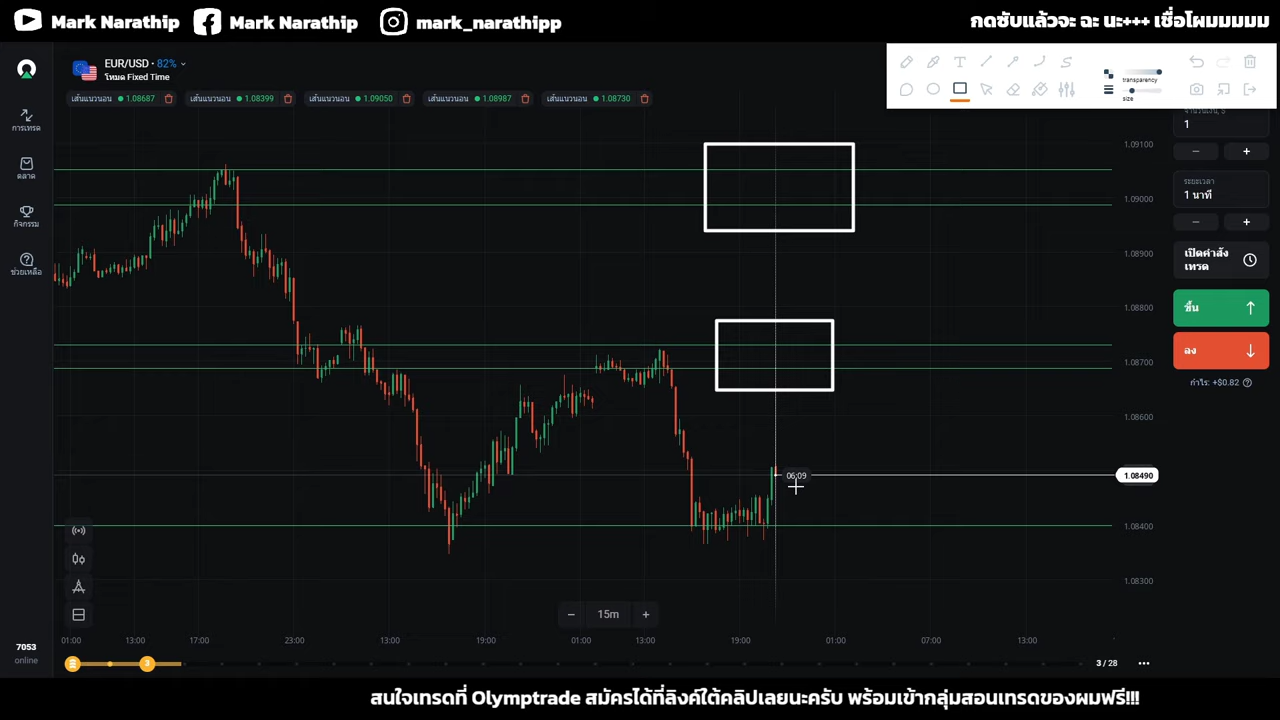 Mark Narathip
Mark Narathip
mark_narathipp
กดซับแล้วจะ ฉะ นะ+++ เชื่อโผมมมมม
EUR/USD · 82%
โหมด Fixed Time
เส้นแนวนอน 1.08687
เส้นแนวนอน 1.08399
เส้นแนวนอน 1.09050
เส้นแนวนอน 1.08987
เส้นแนวนอน 1.08730
transparency
size
การเทรด
ตลาด
กิจกรรม
ช่วยเหลือ
จำนวนเงิน, $
1
ระยะเวลา
1 นาที
เปิดคำสั่ง
เทรด
ขึ้น
ลง
กำไร: +$0.82
1.09100
1.09000
1.08900
1.08800
1.08700
1.08600
1.08490
1.08400
1.08300
06:09
15m
01:00
13:00
17:00
23:00
13:00
19:00
01:00
13:00
19:00
01:00
07:00
13:00
7053
online
3
3 / 28
สนใจเทรดที่ Olymptrade สมัครได้ที่ลิงค์ใต้คลิปเลยนะครับ พร้อมเข้ากลุ่มสอนเทรดของผมฟรี!!!